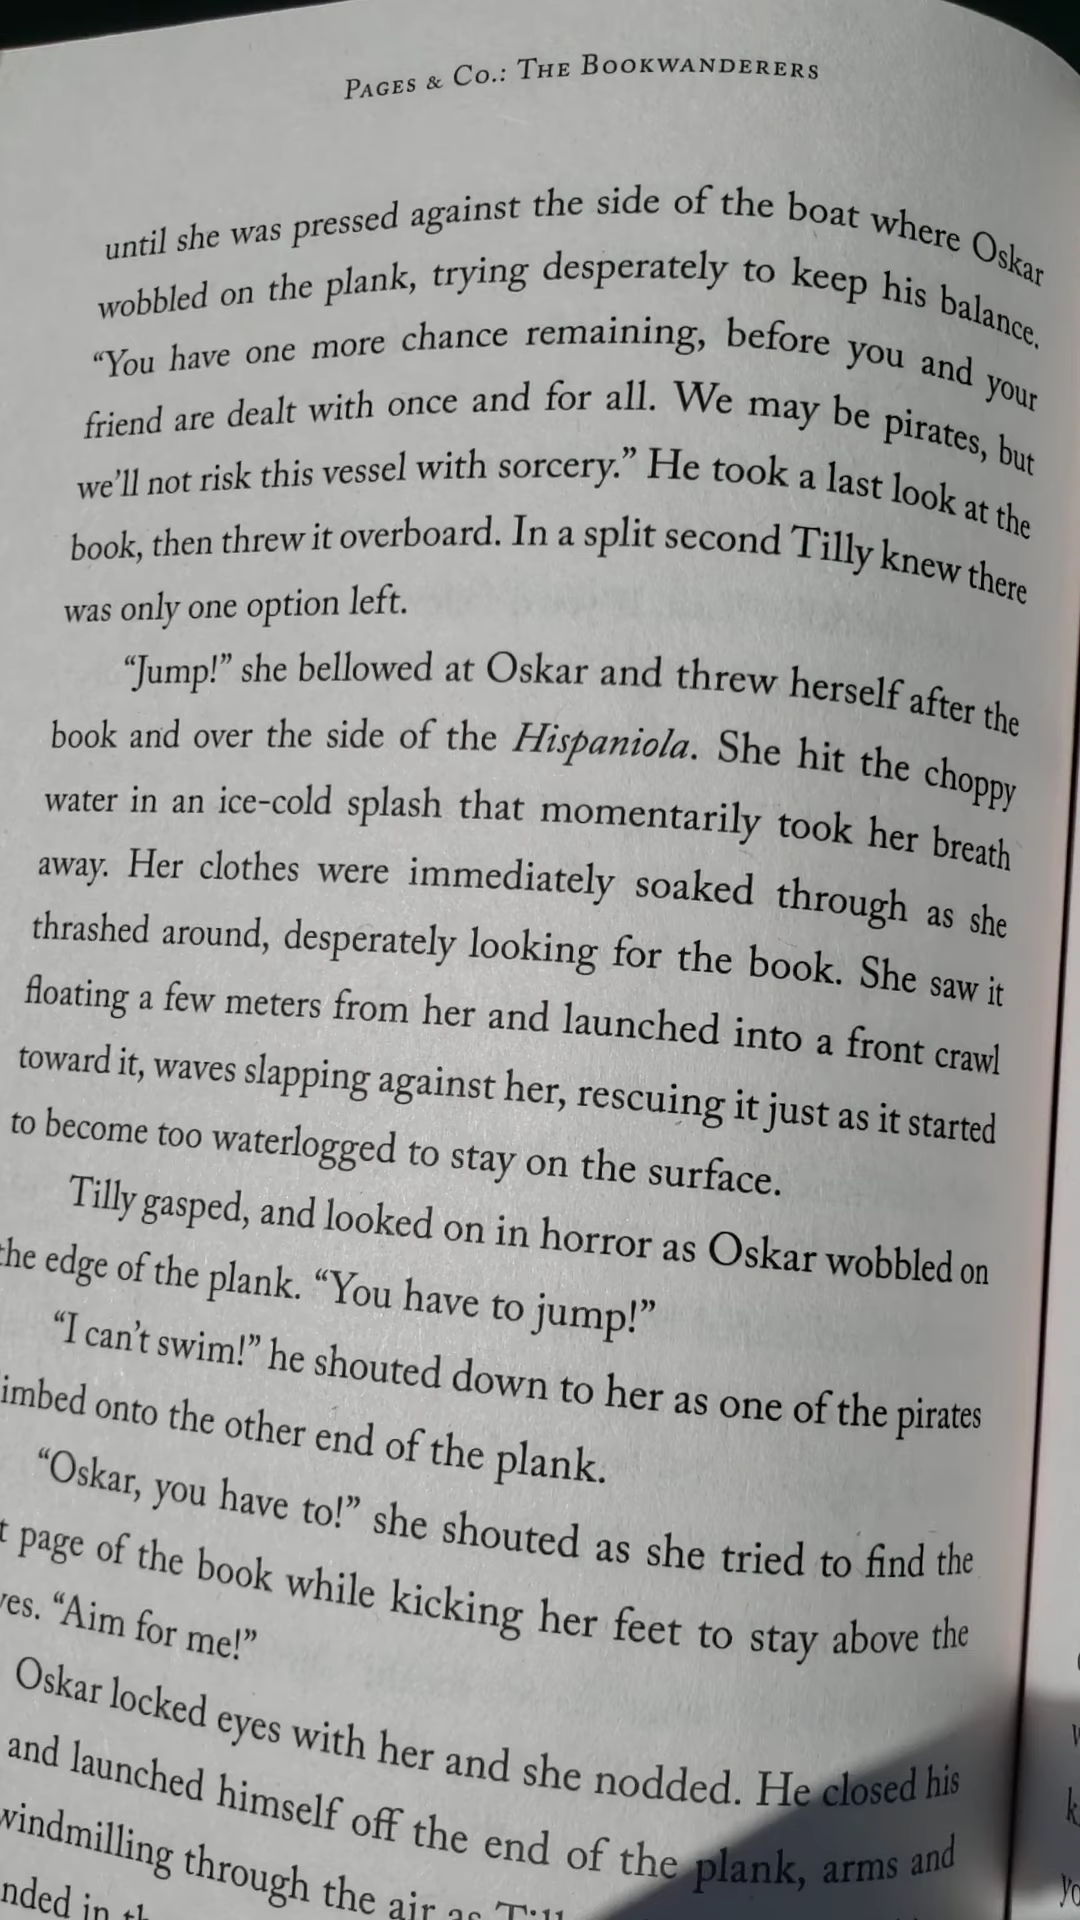 PAGES & CO.: THE BOOKWANDERERS
until she was pressed against the side of the boat where Oskar
wobbled on the plank, trying desperately to keep his balance.
“You have one more chance remaining, before you and your
friend are dealt with once and for all. We may be pirates, but
we’ll not risk this vessel with sorcery.” He took a last look at the
book, then threw it overboard. In a split second Tilly knew there
was only one option left.
“Jump!” she bellowed at Oskar and threw herself after the
book and over the side of the Hispaniola. She hit the choppy
water in an ice-cold splash that momentarily took her breath
away. Her clothes were immediately soaked through as she
thrashed around, desperately looking for the book. She saw it
floating a few meters from her and launched into a front crawl
toward it, waves slapping against her, rescuing it just as it started
to become too waterlogged to stay on the surface.
Tilly gasped, and looked on in horror as Oskar wobbled on
the edge of the plank. “You have to jump!”
“I can’t swim!” he shouted down to her as one of the pirates
imbed onto the other end of the plank.
“Oskar, you have to!” she shouted as she tried to find the
t page of the book while kicking her feet to stay above the
ves. “Aim for me!”
Oskar locked eyes with her and she nodded. He closed his
and launched himself off the end of the plank, arms and
windmilling through the air as
nded in